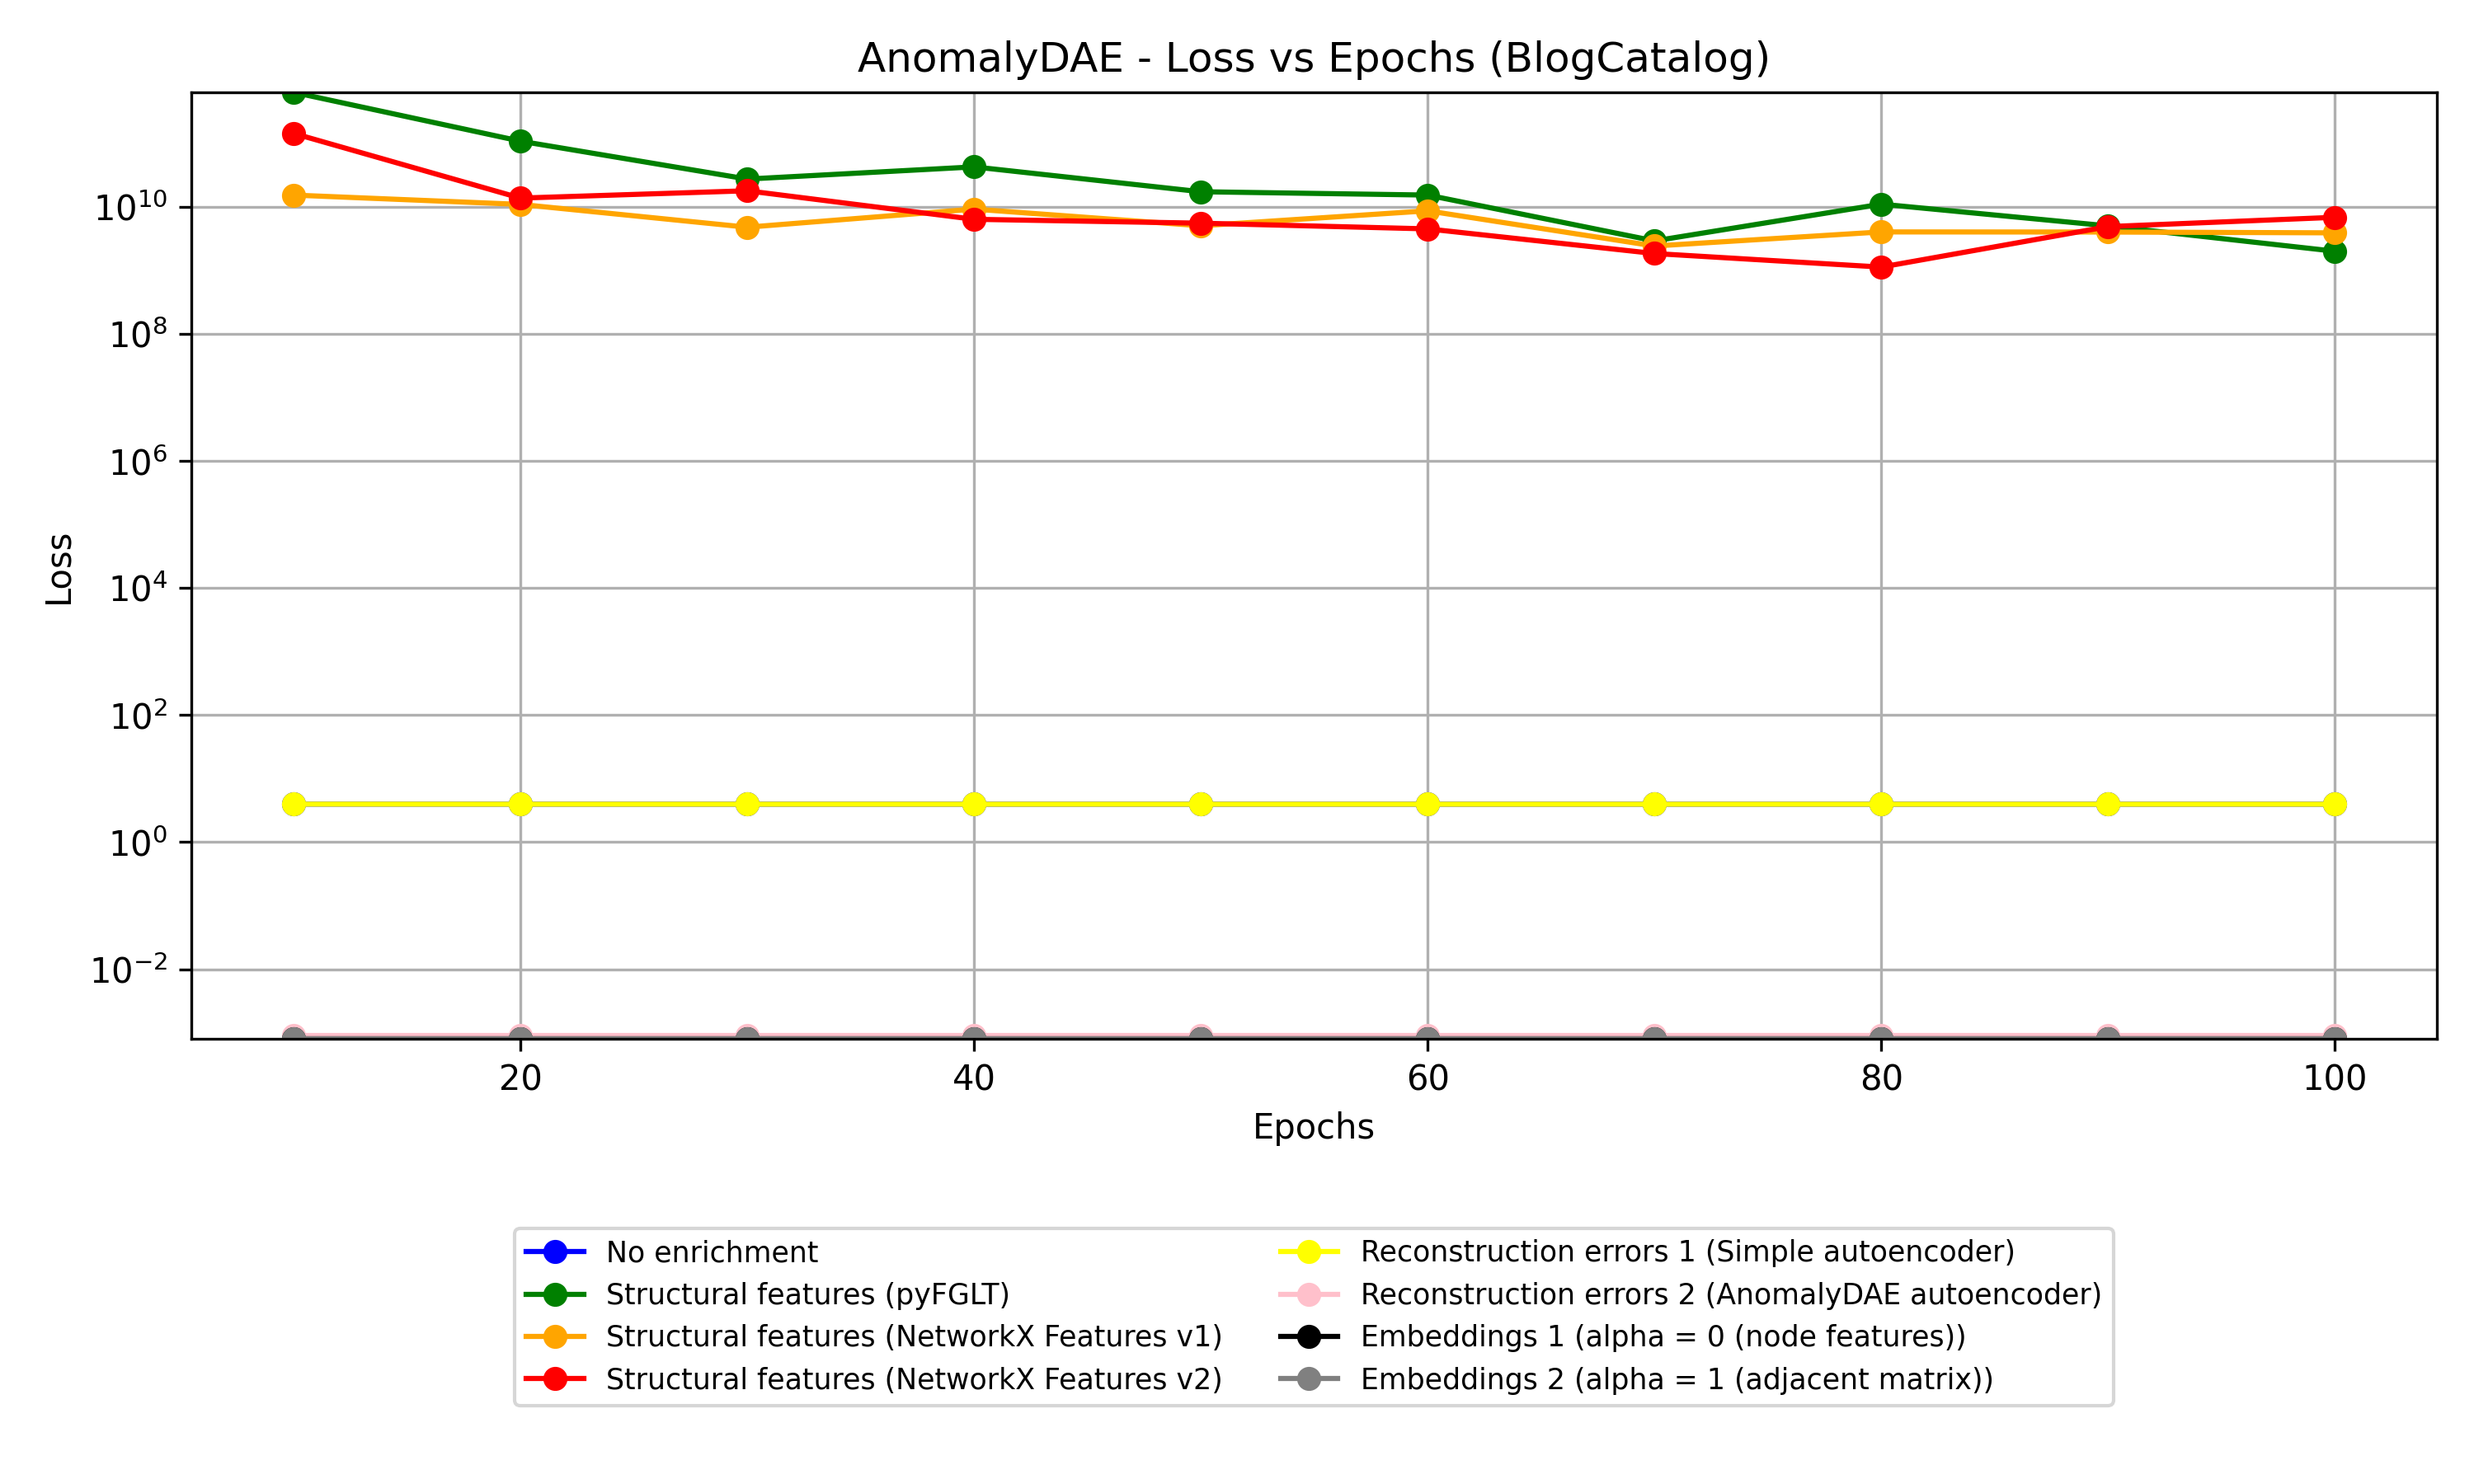 AnomalyDAE - Loss vs Epochs (BlogCatalog)
10^10
10^8
10^6
10^4
10^2
10^0
10^−2
Loss
20 40 60 80 100
Epochs
No enrichment
Structural features (pyFGLT)
Structural features (NetworkX Features v1)
Structural features (NetworkX Features v2)
Reconstruction errors 1 (Simple autoencoder)
Reconstruction errors 2 (AnomalyDAE autoencoder)
Embeddings 1 (alpha = 0 (node features))
Embeddings 2 (alpha = 1 (adjacent matrix))